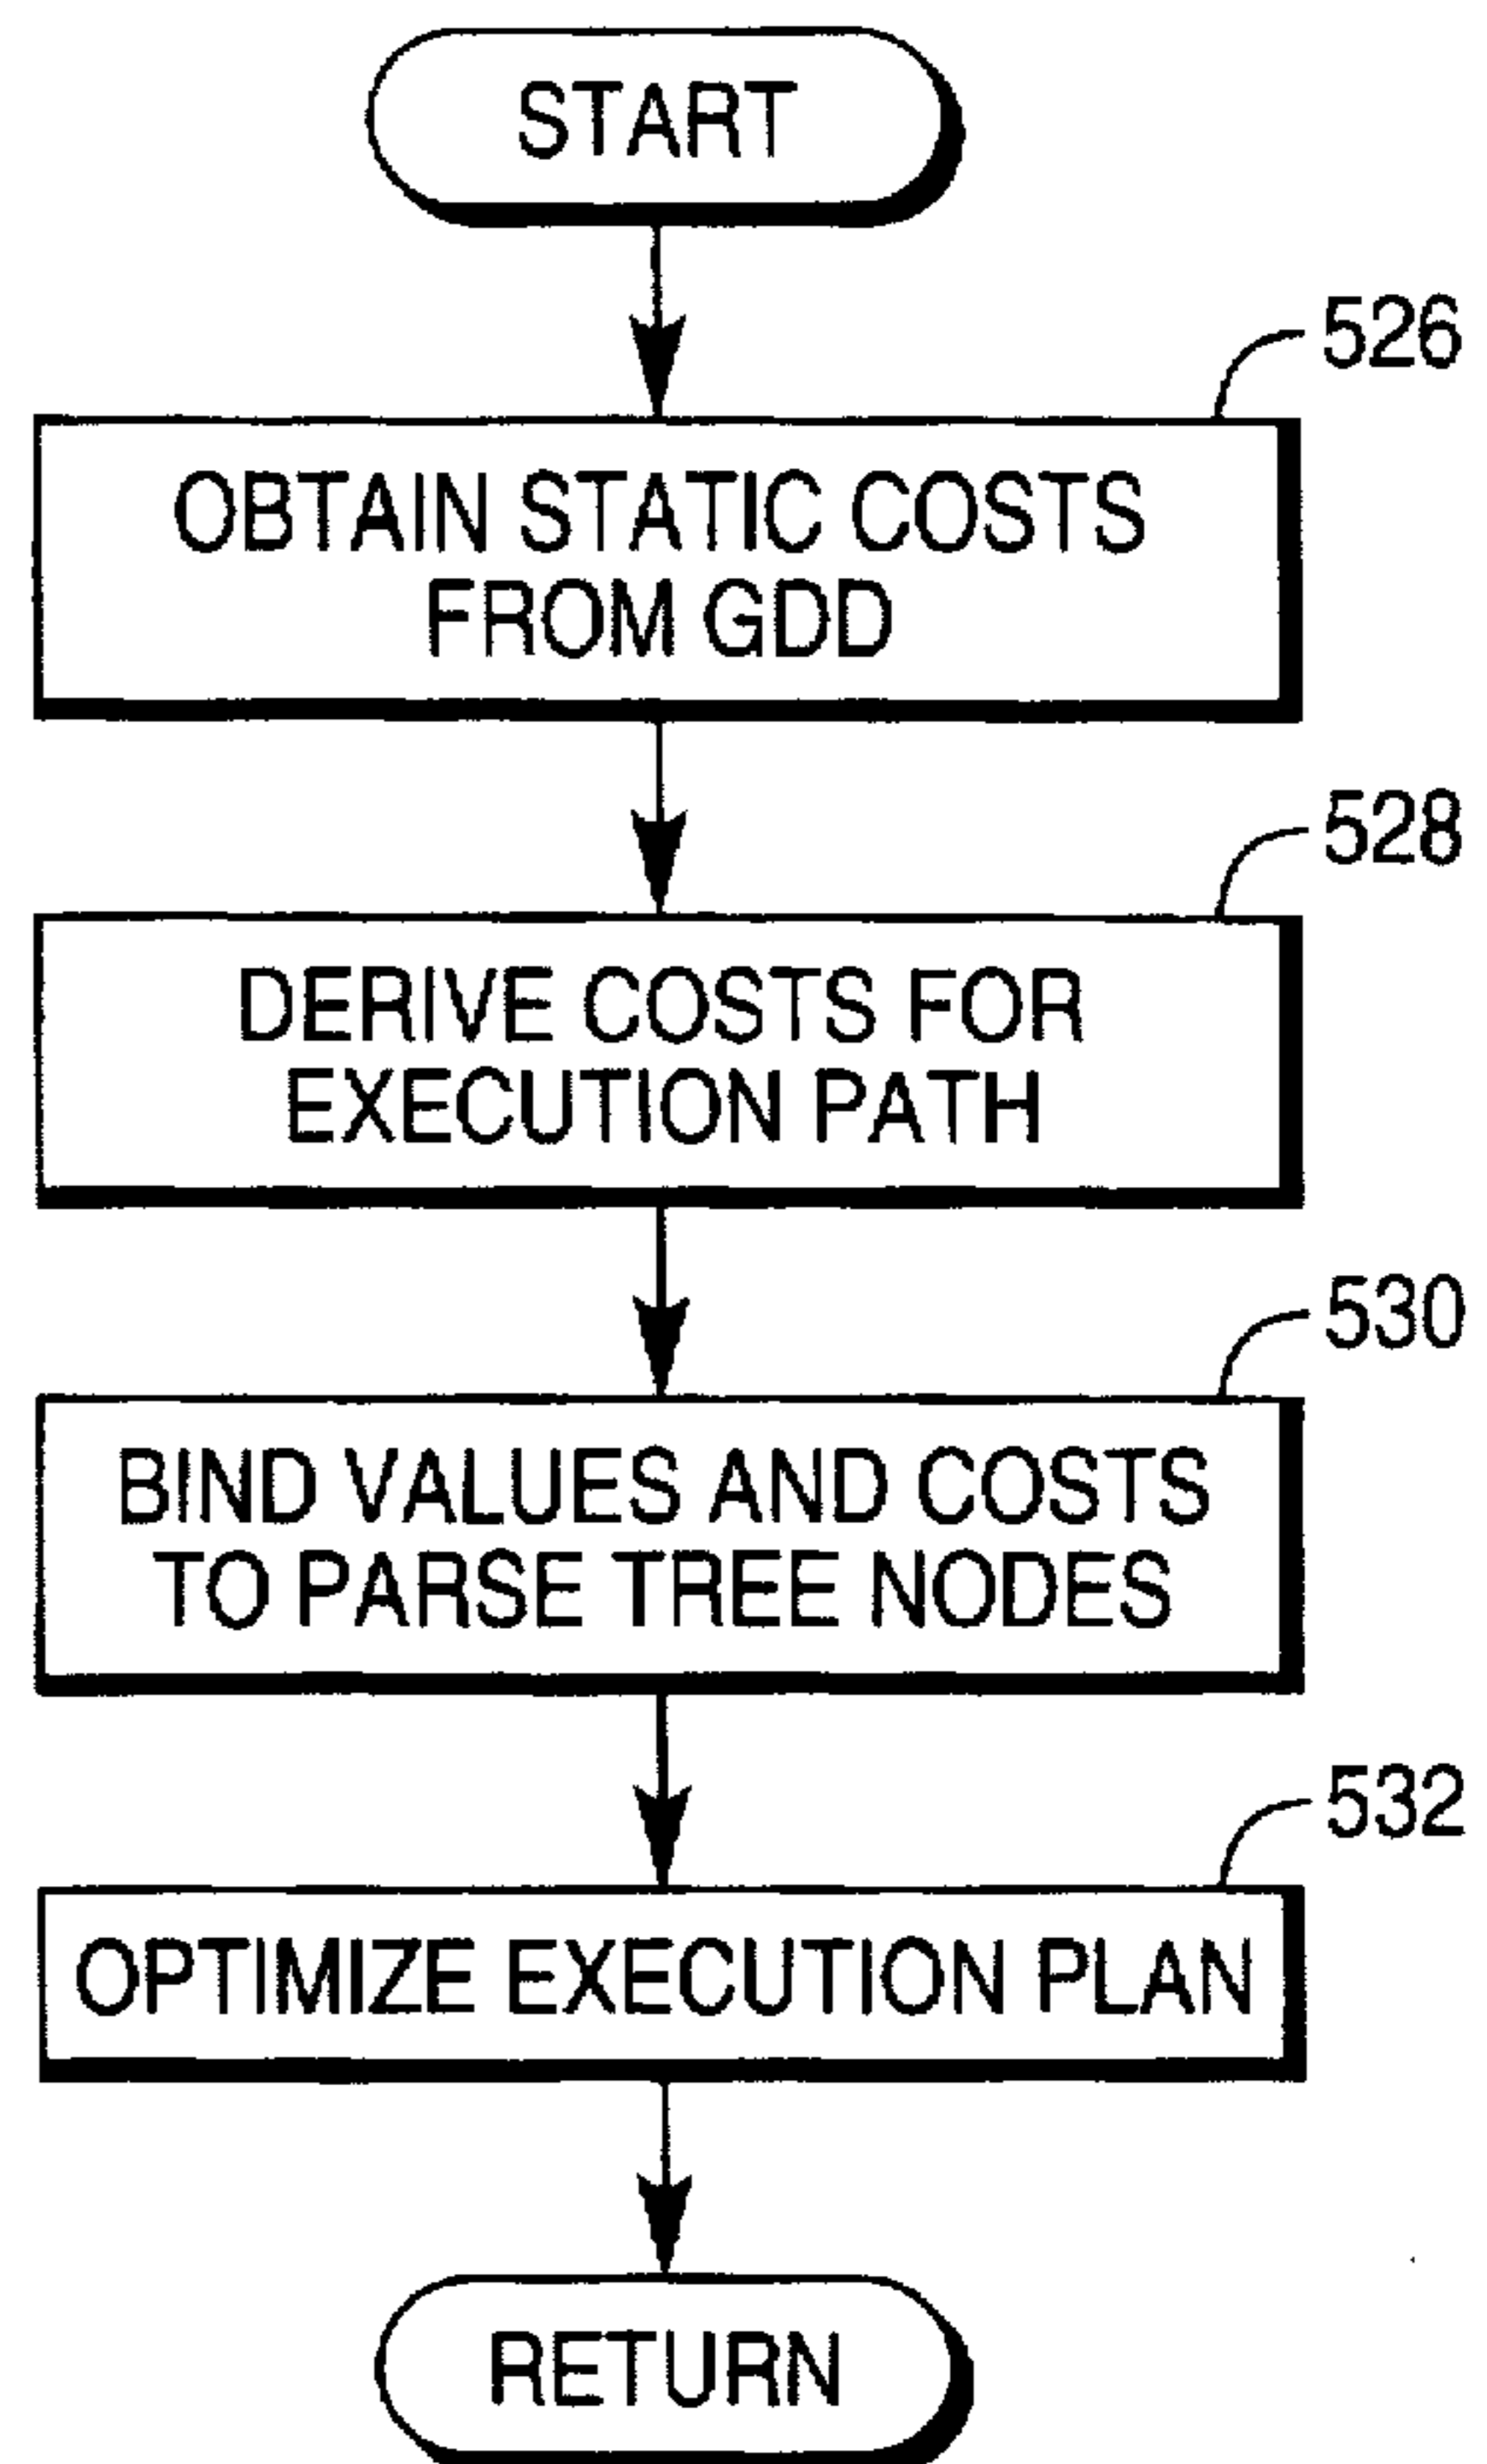 START
526
OBTAIN STATIC COSTS
FROM GDD
528
DERIVE COSTS FOR
EXECUTION PATH
530
BIND VALUES AND COSTS
TO PARSE TREE NODES
532
OPTIMIZE EXECUTION PLAN
RETURN